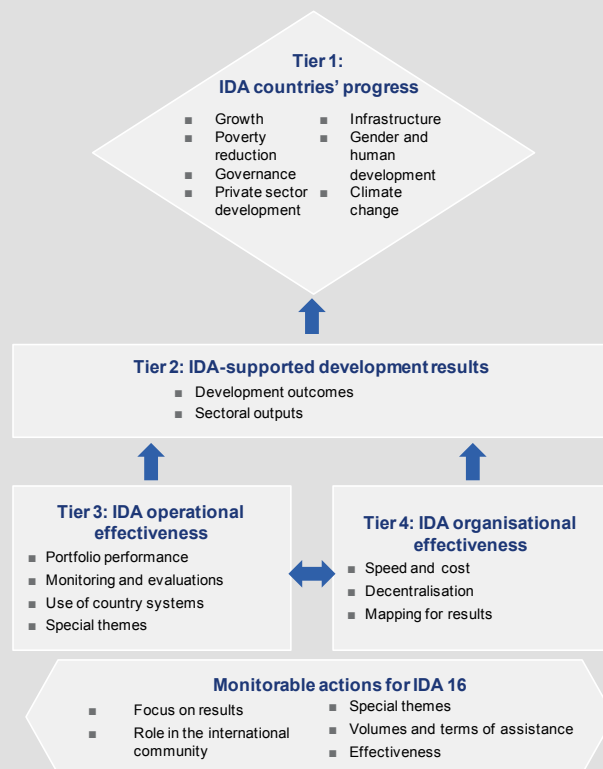 Tier 1:
IDA countries' progress
Growth
Poverty
reduction
Governance
Private sector
development
Infrastructure
Gender and
human
development
Climate
change
Tier 2: IDA-supported development results
Development outcomes
Sectoral outputs
Tier 3: IDA operational
effectiveness
Portfolio performance
Monitoring and evaluations
Use of country systems
Special themes
Tier 4: IDA organisational
effectiveness
Speed and cost
Decentralisation
Mapping for results
Monitorable actions for IDA 16
Focus on results
Role in the international
community
Special themes
Volumes and terms of assistance
Effectiveness